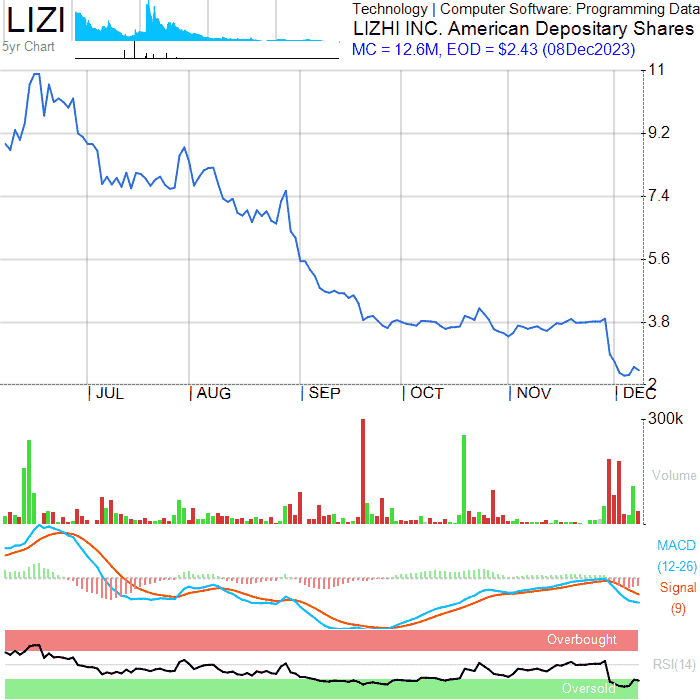 LIZI
5yr Chart
Technology | Computer Software: Programming Data
LIZHI INC. American Depositary Shares
MC = 12.6M, EOD = $2.43 (08Dec2023)
11
9.2
7.4
5.6
3.8
2
JUL
AUG
SEP
OCT
NOV
DEC
300k
Volume
MACD
(12-26)
Signal
(9)
Overbought
RSI(14)
Oversold